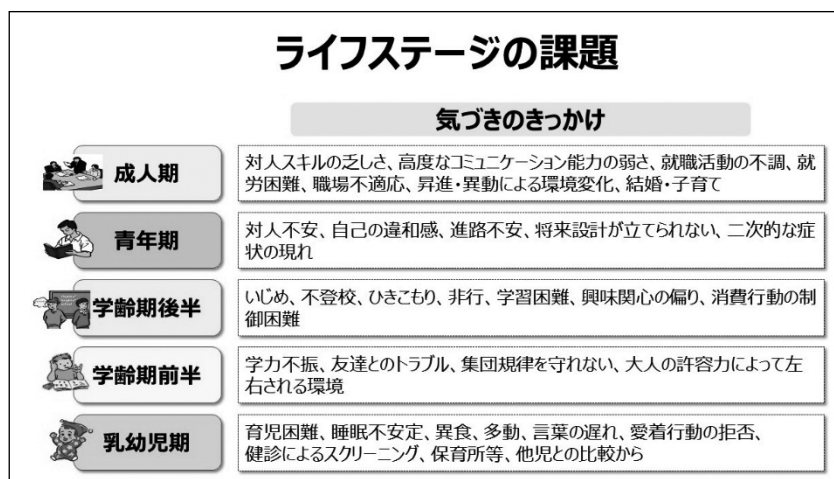 ライフステージの課題
気づきのきっかけ
成人期
対人スキルの乏しさ、高度なコミュニケーション能力の弱さ、就職活動の不調、就
労困難、職場不適応、昇進・異動による環境変化、結婚・子育て
青年期
対人不安、自己の違和感、進路不安、将来設計が立てられない、二次的な症
状の現れ
学齢期後半
いじめ、不登校、ひきこもり、非行、学習困難、興味関心の偏り、消費行動の制
御困難
学齢期前半
学力不振、友達とのトラブル、集団規律を守れない、大人の許容力によって左
右される環境
乳幼児期
育児困難、睡眠不安定、異食、多動、言葉の遅れ、愛着行動の拒否、
健診によるスクリーニング、保育所等、他児との比較から